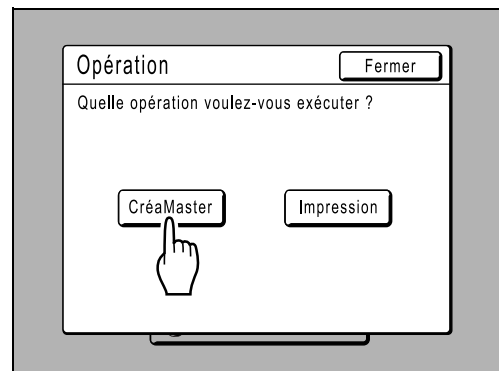 Opération
Fermer
Quelle opération voulez-vous exécuter ?
CréaMaster
Impression